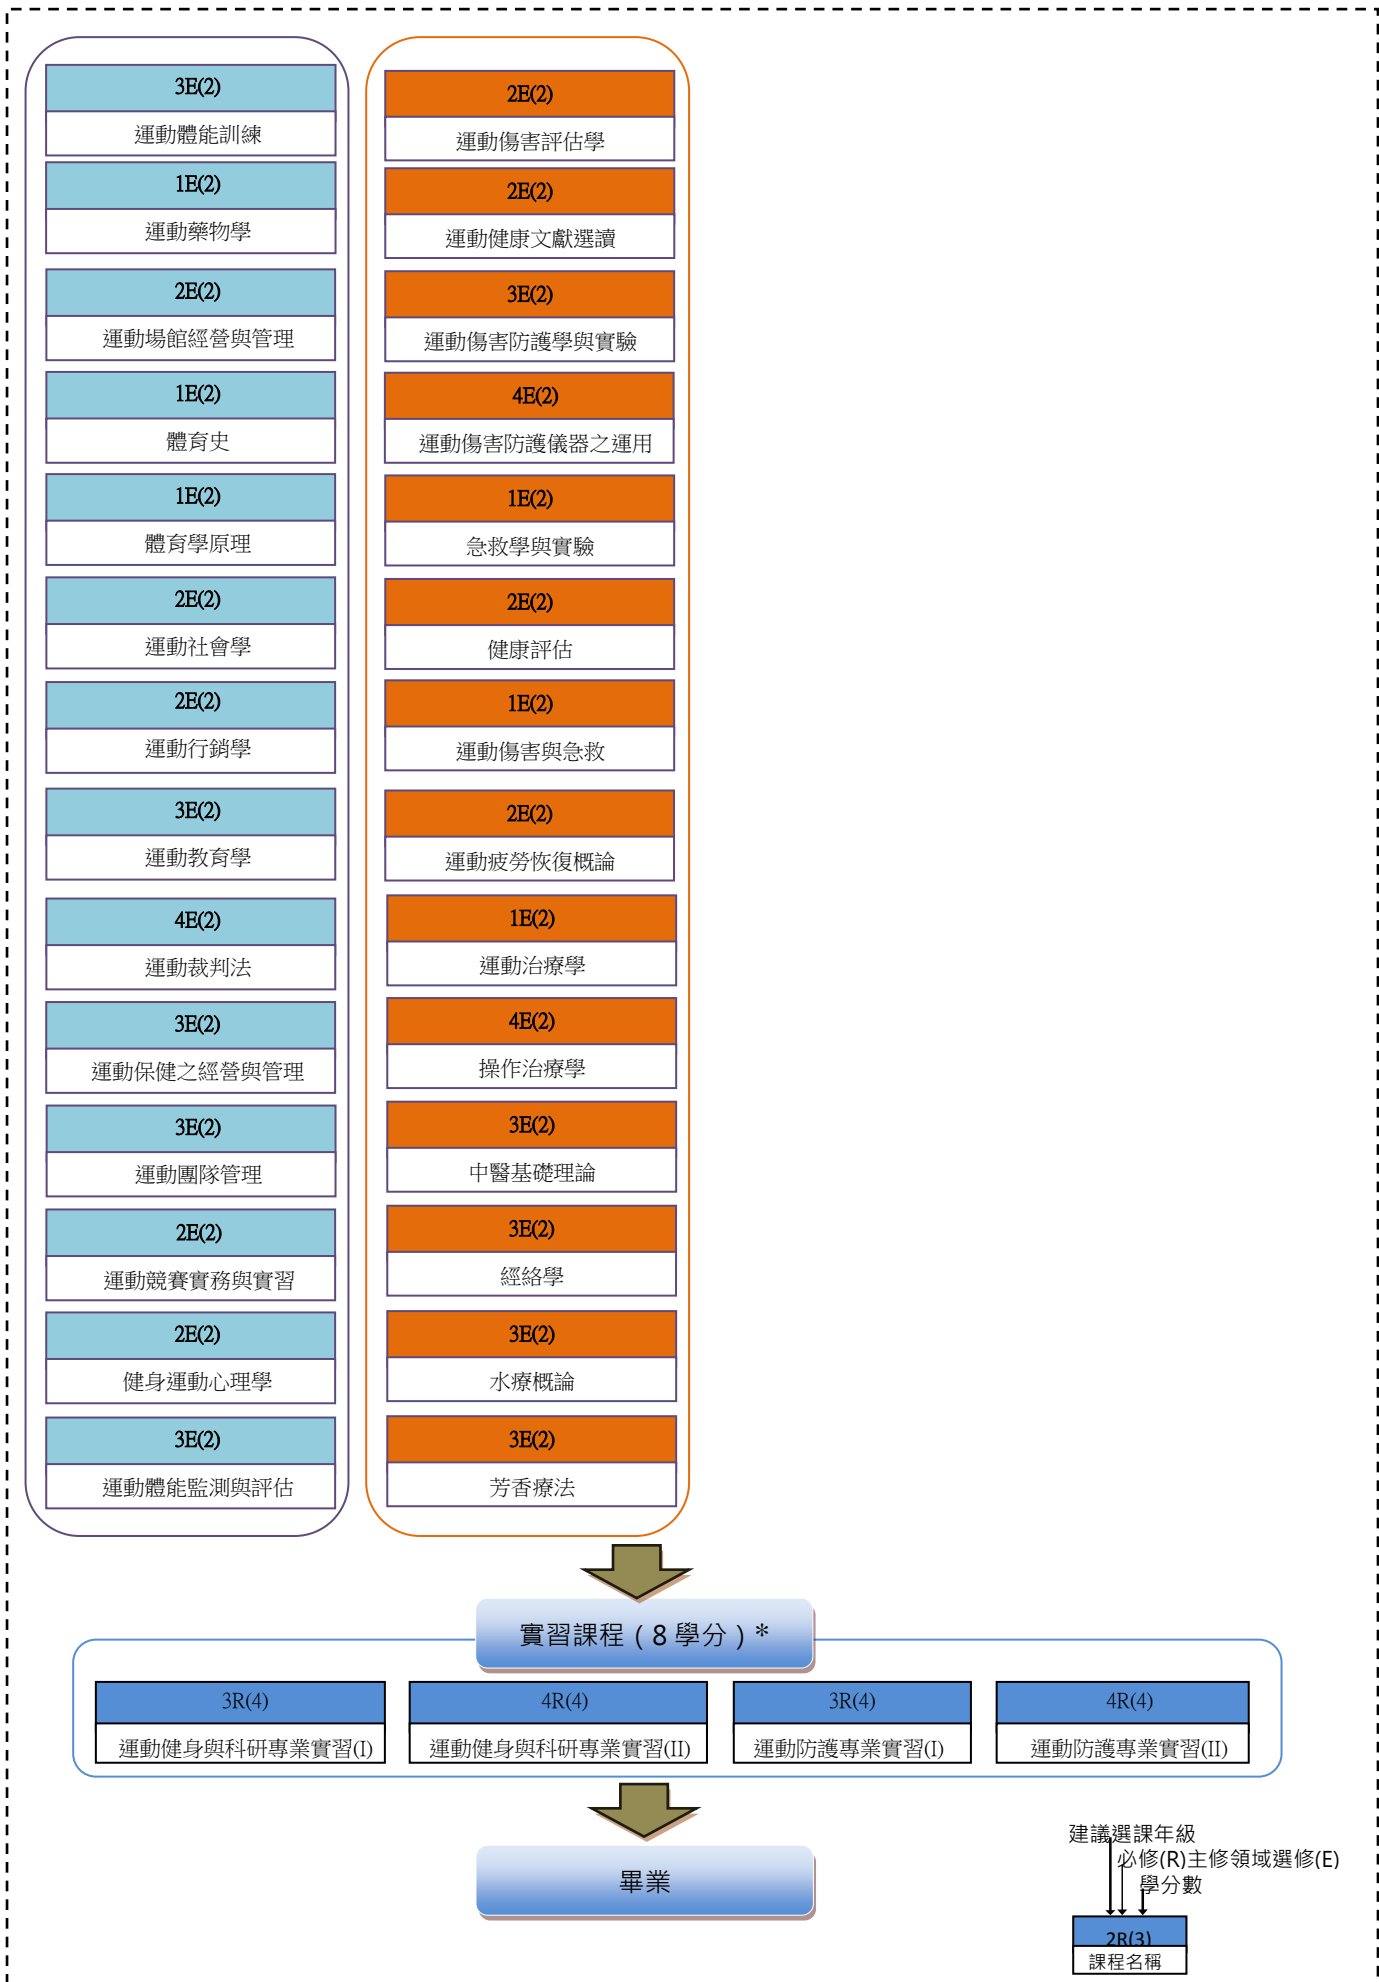 3E(2)
運動體能訓練
1E(2)
運動藥物學
2E(2)
運動場館經營與管理
1E(2)
體育史
1E(2)
體育學原理
2E(2)
運動社會學
2E(2)
運動行銷學
3E(2)
運動教育學
4E(2)
運動裁判法
3E(2)
運動保健之經營與管理
3E(2)
運動團隊管理
2E(2)
運動競賽實務與實習
2E(2)
健身運動心理學
3E(2)
運動體能監測與評估
2E(2)
運動傷害評估學
2E(2)
運動健康文獻選讀
3E(2)
運動傷害防護學與實驗
4E(2)
運動傷害防護儀器之運用
1E(2)
急救學與實驗
2E(2)
健康評估
1E(2)
運動傷害與急救
2E(2)
運動疲勞恢復概論
1E(2)
運動治療學
4E(2)
操作治療學
3E(2)
中醫基礎理論
3E(2)
經絡學
3E(2)
水療概論
3E(2)
芳香療法
實習課程（8 學分）*
3R(4)
運動健身與科研專業實習(I)
4R(4)
運動健身與科研專業實習(II)
3R(4)
運動防護專業實習(I)
4R(4)
運動防護專業實習(II)
畢業
建議選課年級
必修(R)主修領域選修(E)
學分數
2R(3)
課程名稱